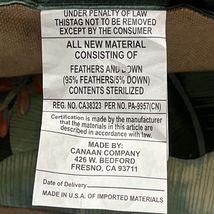 UNDER PENALTY OF LAW
THIS TAG NOT TO BE REMOVED
EXCEPT BY THE CONSUMER
ALL NEW MATERIAL
CONSISTING OF
FEATHERS AND DOWN
(95% FEATHERS/5% DOWN)
CONTENTS STERILIZED
REG. NO. CA38323 PER NO. PA-9957(CN)
Certification is made by the manufacturer
that the materials in this article are
described in accordance with law.
MADE BY:
CANAAN COMPANY
426 W. BEDFORD
FRESNO, CA 93711
Date of Delivery
MADE IN U.S.A. OF IMPORTED MATERIALS